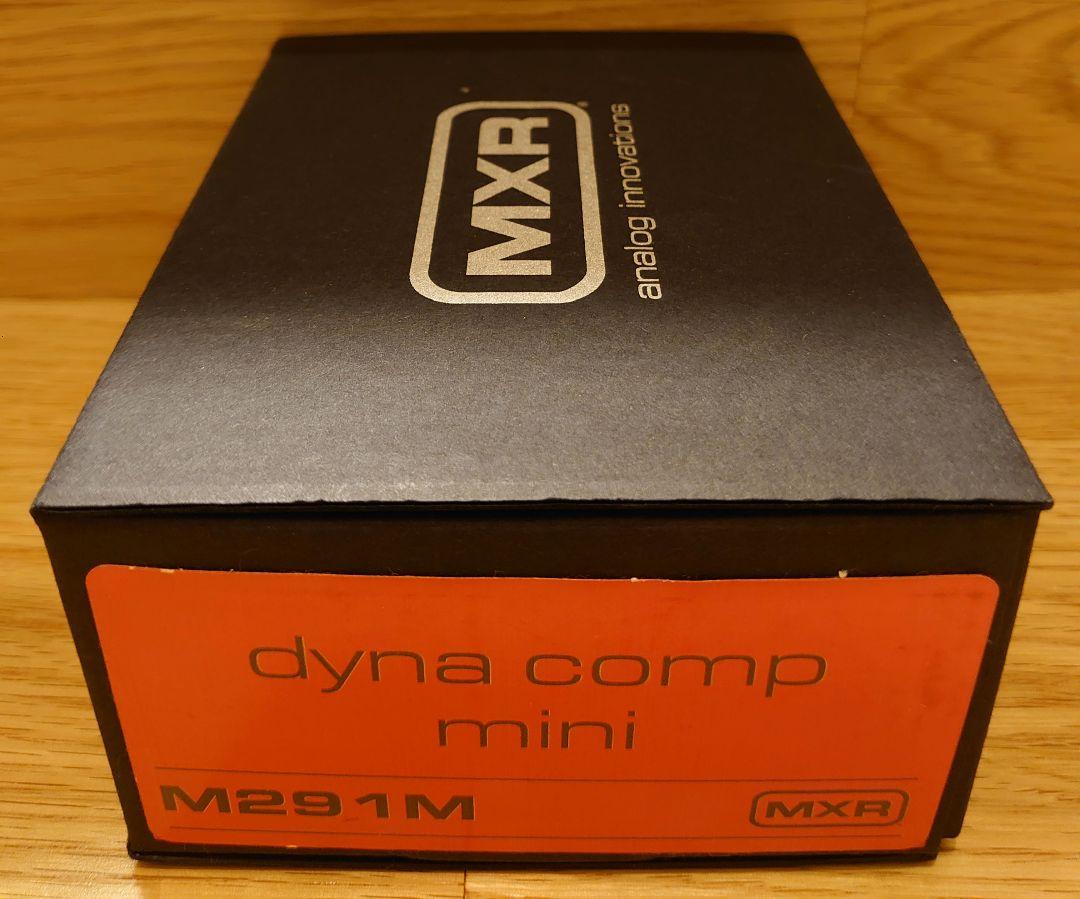 MXR
analog innovations
dyna comp
mini
M291M
MXR